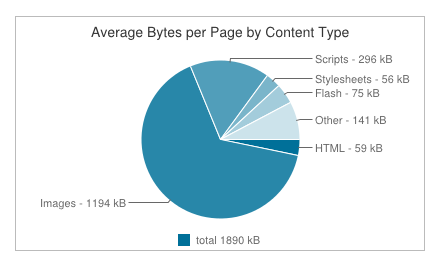 Average Bytes per Page by Content Type
Scripts - 296 kB
Stylesheets - 56 kB
Flash - 75 kB
Other - 141 kB
HTML - 59 kB
Images - 1194 kB
total 1890 kB